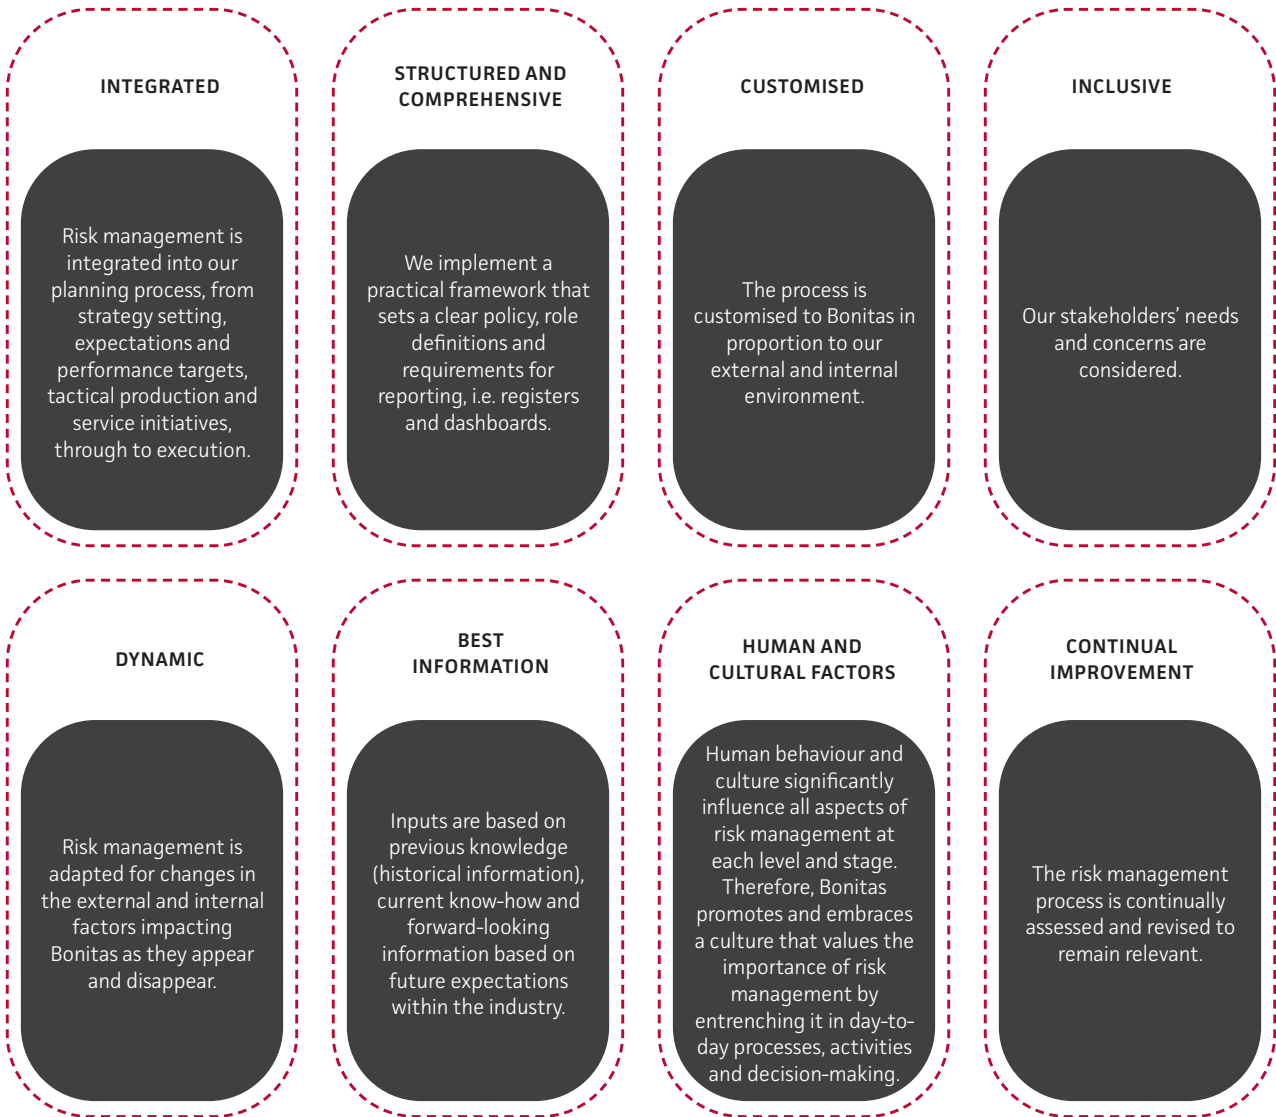 INTEGRATED
Risk management is
integrated into our
planning process, from
strategy setting,
expectations and
performance targets,
tactical production and
service initiatives,
through to execution.
STRUCTURED AND
COMPREHENSIVE
We implement a
practical framework that
sets a clear policy, role
definitions and
requirements for
reporting, i.e. registers
and dashboards.
CUSTOMISED
The process is
customised to Bonitas in
proportion to our
external and internal
environment.
INCLUSIVE
Our stakeholders’ needs
and concerns are
considered.
DYNAMIC
Risk management is
adapted for changes in
the external and internal
factors impacting
Bonitas as they appear
and disappear.
BEST
INFORMATION
Inputs are based on
previous knowledge
(historical information),
current know-how and
forward-looking
information based on
future expectations
within the industry.
HUMAN AND
CULTURAL FACTORS
Human behaviour and
culture significantly
influence all aspects of
risk management at
each level and stage.
Therefore, Bonitas
promotes and embraces
a culture that values the
importance of risk
management by
entrenching it in day-to-
day processes, activities
and decision-making.
CONTINUAL
IMPROVEMENT
The risk management
process is continually
assessed and revised to
remain relevant.